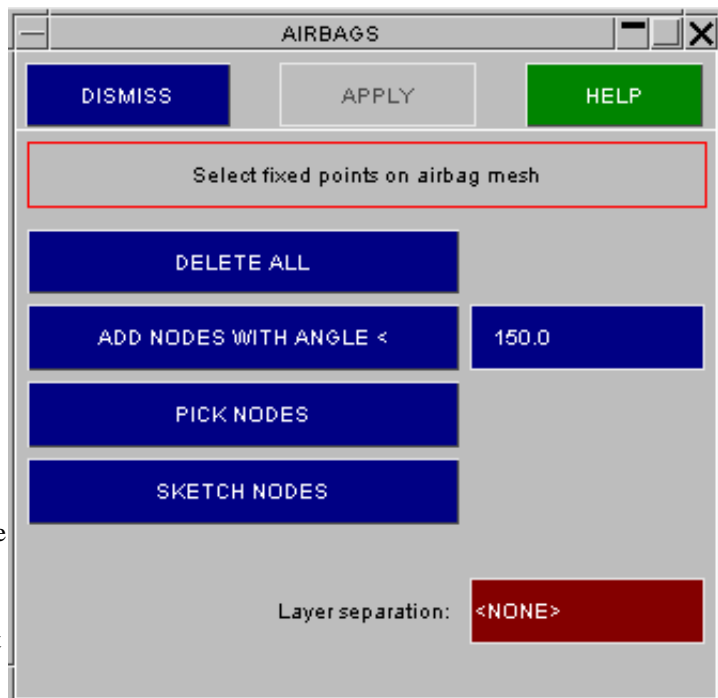 AIRBAGS
DISMISS APPLY HELP
Select fixed points on airbag mesh
DELETE ALL
ADD NODES WITH ANGLE < 150.0
PICK NODES
SKETCH NODES
e
Layer separation: <NONE>